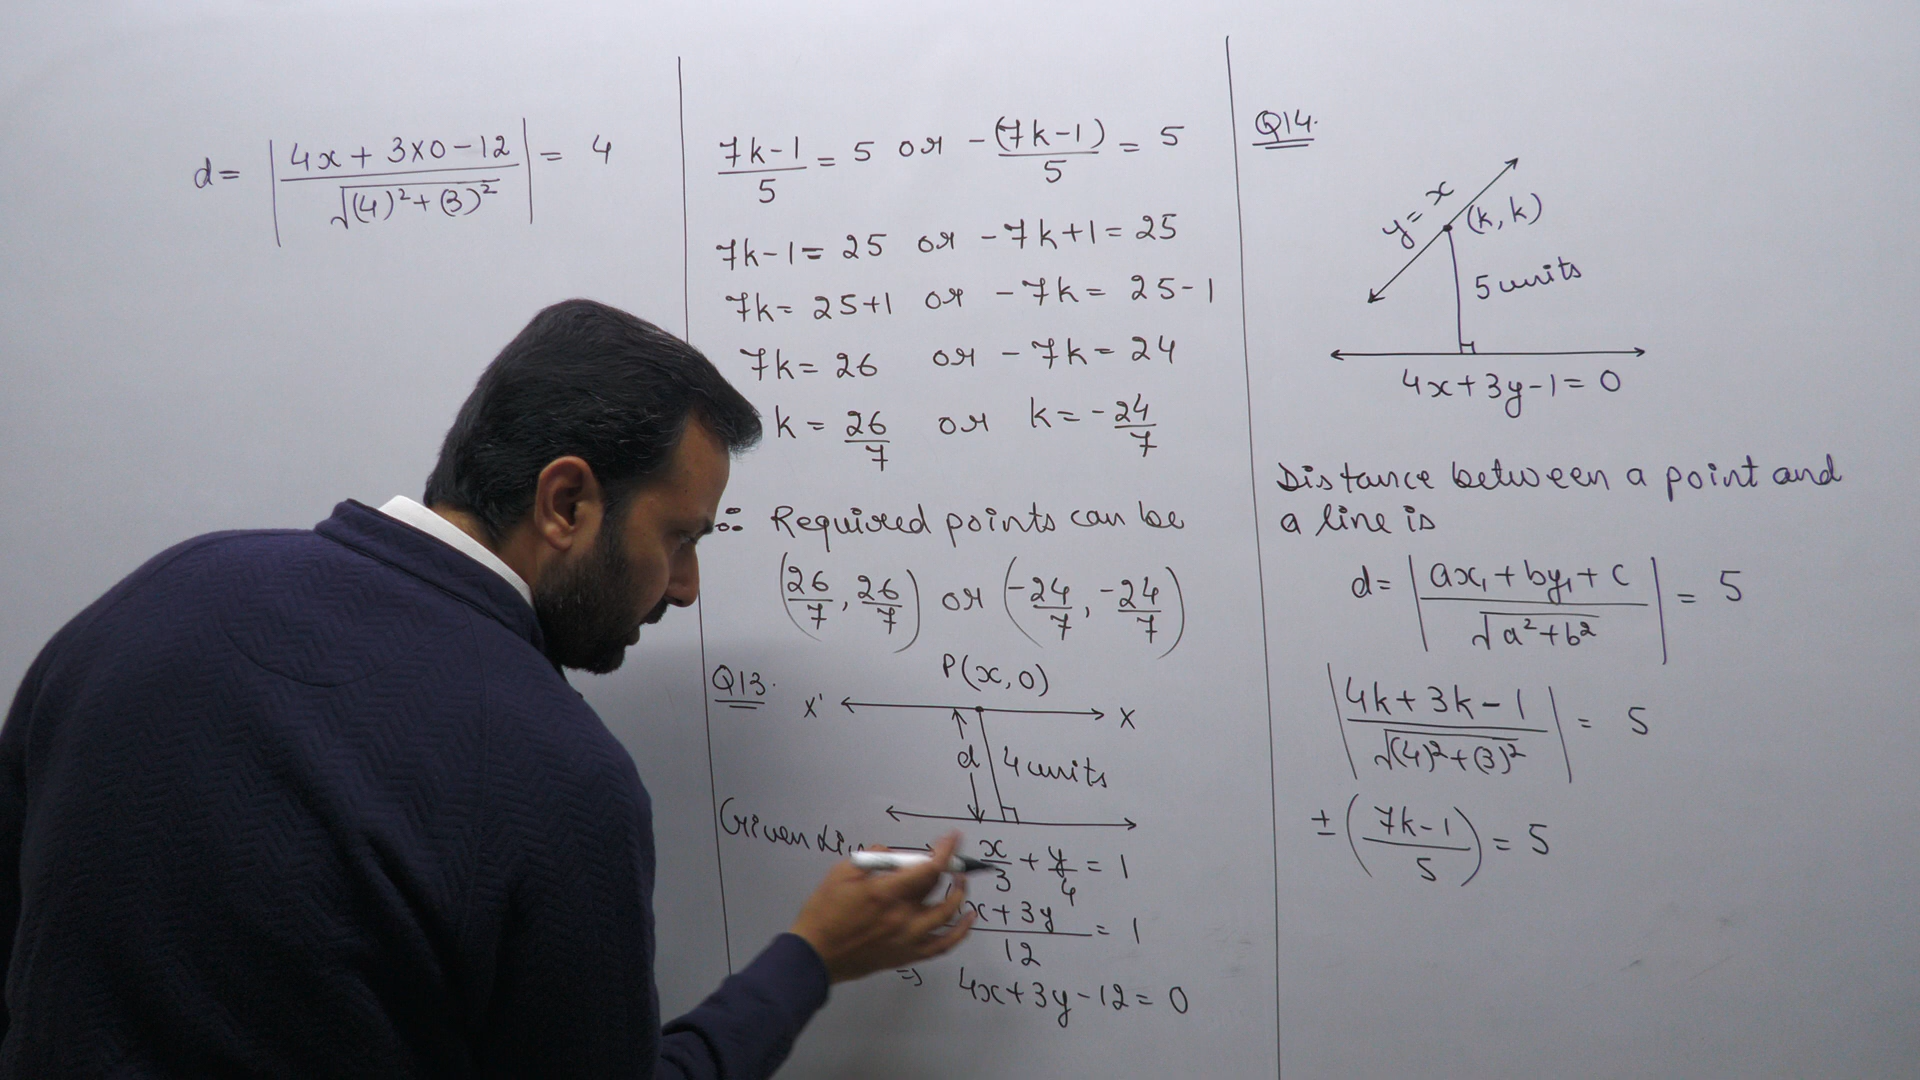 d = |4x + 3×0 - 12 / √(4)² + (3)²| = 4
7k-1/5 = 5 or -(7k-1)/5 = 5
7k-1 = 25 or -7k+1 = 25
7k = 25+1 or -7k = 25-1
7k = 26 or -7k = 24
k = 26/7 or k = -24/7
∴ Required points can be
(26/7, 26/7) or (-24/7, -24/7)
Q13.
P(x,0)
X' X
d 4 units
Given
x/3 + y/4 = 1
x + 3y / 12 = 1
⇒ 4x+3y-12 = 0
Q14.
y = x
(k, k)
5 units
4x+3y-1 = 0
Distance between a point and
a line is
d = |ax₁ + by₁ + c / √a² + b²| = 5
|4k + 3k - 1 / √(4)² + (3)²| = 5
± (7k-1 / 5) = 5